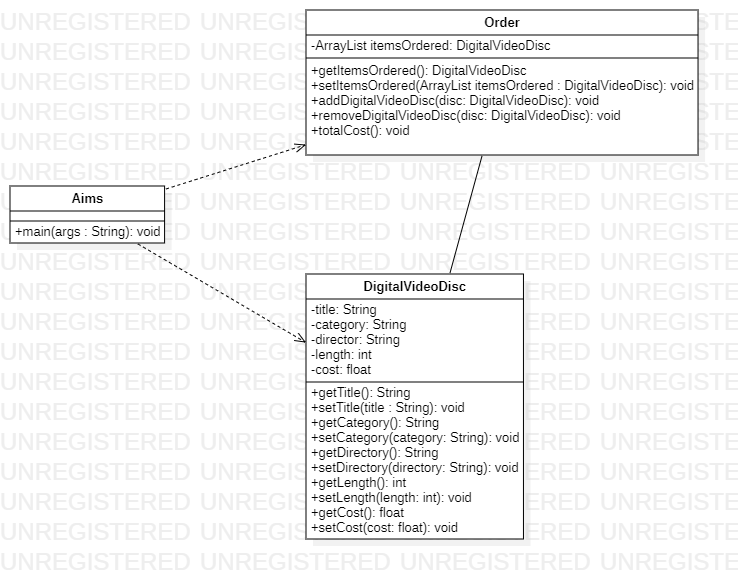 Order
-ArrayList itemsOrdered: DigitalVideoDisc
+getItemsOrdered(): DigitalVideoDisc
+setItemsOrdered(ArrayList itemsOrdered : DigitalVideoDisc): void
+addDigitalVideoDisc(disc: DigitalVideoDisc): void
+removeDigitalVideoDisc(disc: DigitalVideoDisc): void
+totalCost(): void
Aims
+main(args : String): void
DigitalVideoDisc
-title: String
-category: String
-director: String
-length: int
-cost: float
+getTitle(): String
+setTitle(title : String): void
+getCategory(): String
+setCategory(category: String): void
+getDirectory(): String
+setDirectory(directory: String): void
+getLength(): int
+setLength(length: int): void
+getCost(): float
+setCost(cost: float): void
UNREGISTERED